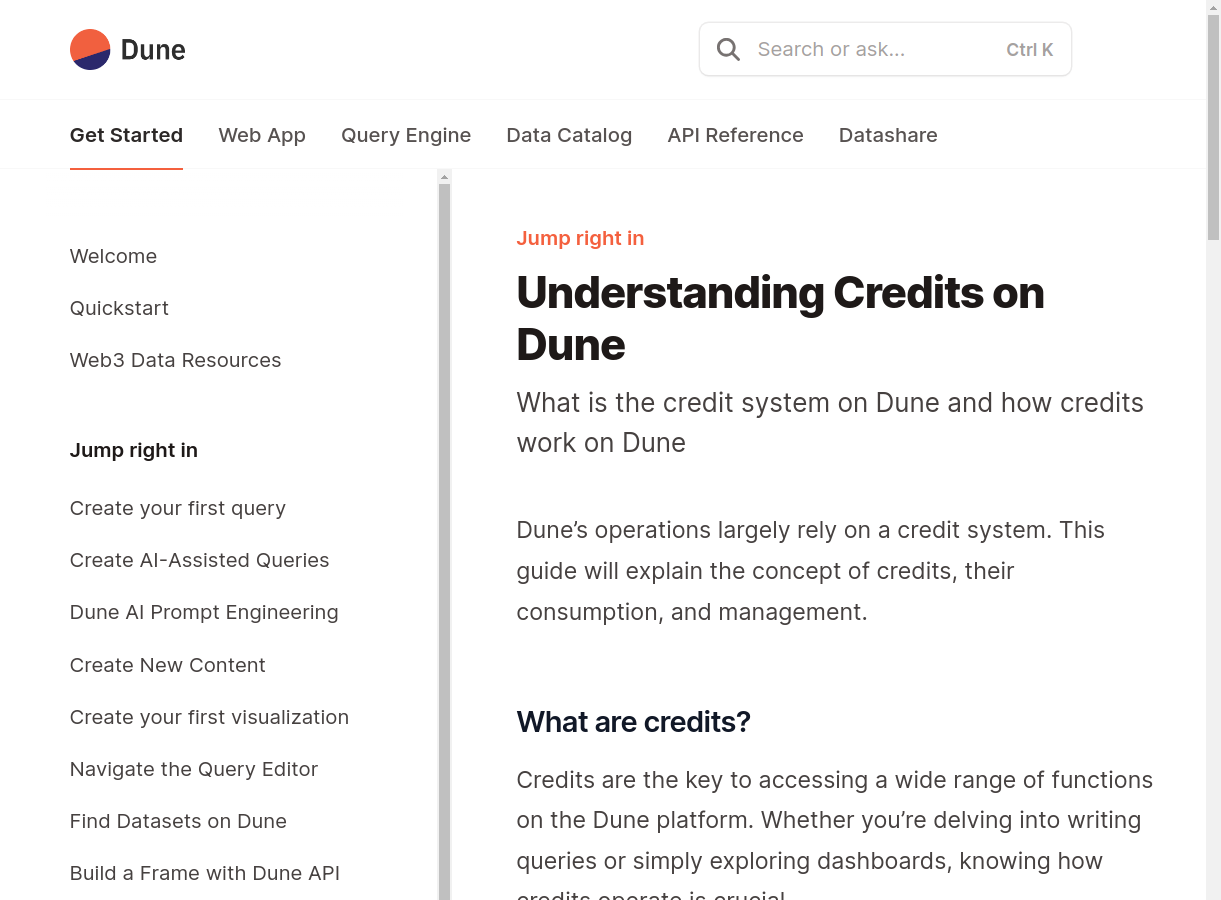 Dune
Search or ask...
Ctrl K
Get Started
Web App
Query Engine
Data Catalog
API Reference
Datashare
Welcome
Quickstart
Web3 Data Resources
Jump right in
Create your first query
Create AI-Assisted Queries
Dune AI Prompt Engineering
Create New Content
Create your first visualization
Navigate the Query Editor
Find Datasets on Dune
Build a Frame with Dune API
Jump right in
Understanding Credits on
Dune
What is the credit system on Dune and how credits
work on Dune
Dune’s operations largely rely on a credit system. This
guide will explain the concept of credits, their
consumption, and management.
What are credits?
Credits are the key to accessing a wide range of functions
on the Dune platform. Whether you’re delving into writing
queries or simply exploring dashboards, knowing how
credits operate is crucial